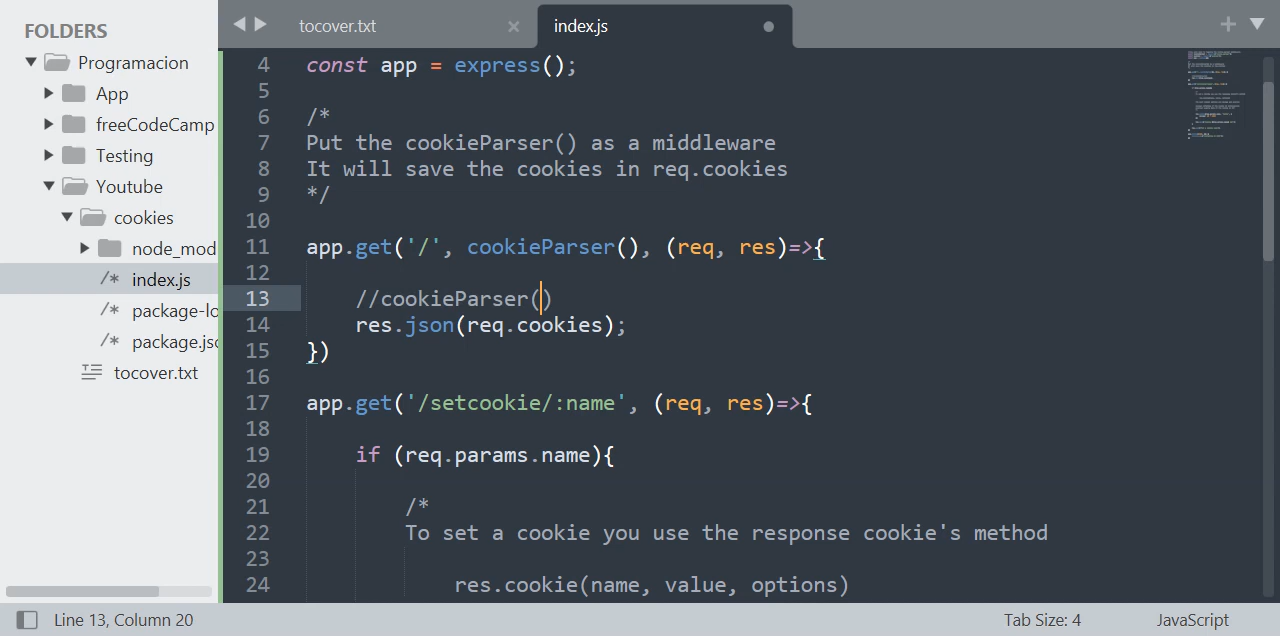 FOLDERS
Programacion
App
freeCodeCamp
Testing
Youtube
cookies
node_mod
/* index.js
/* package-lo
/* package.jsc
tocover.txt
tocover.txt ×
index.js
4 const app = express();
5
6 /*
7 Put the cookieParser() as a middleware
8 It will save the cookies in req.cookies
9 */
10
11 app.get('/', cookieParser(), (req, res)=>{
12
13 //cookieParser()
14 res.json(req.cookies);
15 })
16
17 app.get('/setcookie/:name', (req, res)=>{
18
19 if (req.params.name){
20
21 /*
22 To set a cookie you use the response cookie's method
23
24 res.cookie(name, value, options)
Line 13, Column 20
Tab Size: 4
JavaScript